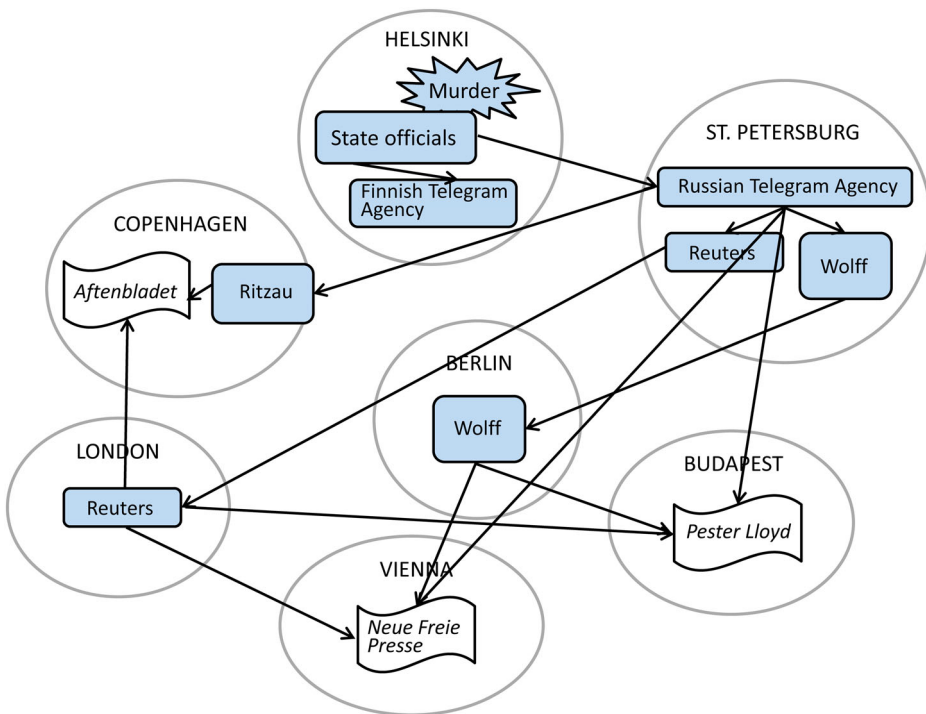 HELSINKI
Murder
State officials
Finnish Telegram
Agency
ST. PETERSBURG
Russian Telegram Agency
Reuters
Wolff
COPENHAGEN
Aftenbladet
Ritzau
BERLIN
Wolff
LONDON
Reuters
BUDAPEST
Pester Lloyd
VIENNA
Neue Freie
Presse